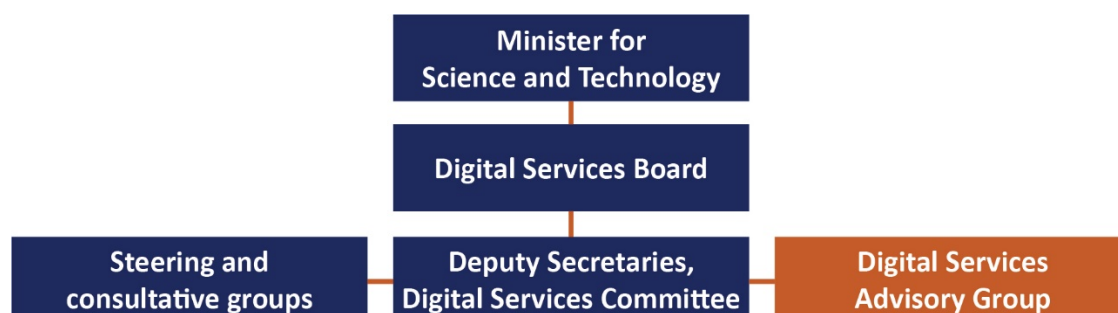 Minister for
Science and Technology
Digital Services Board
Steering and
consultative groups
Deputy Secretaries,
Digital Services Committee
Digital Services
Advisory Group